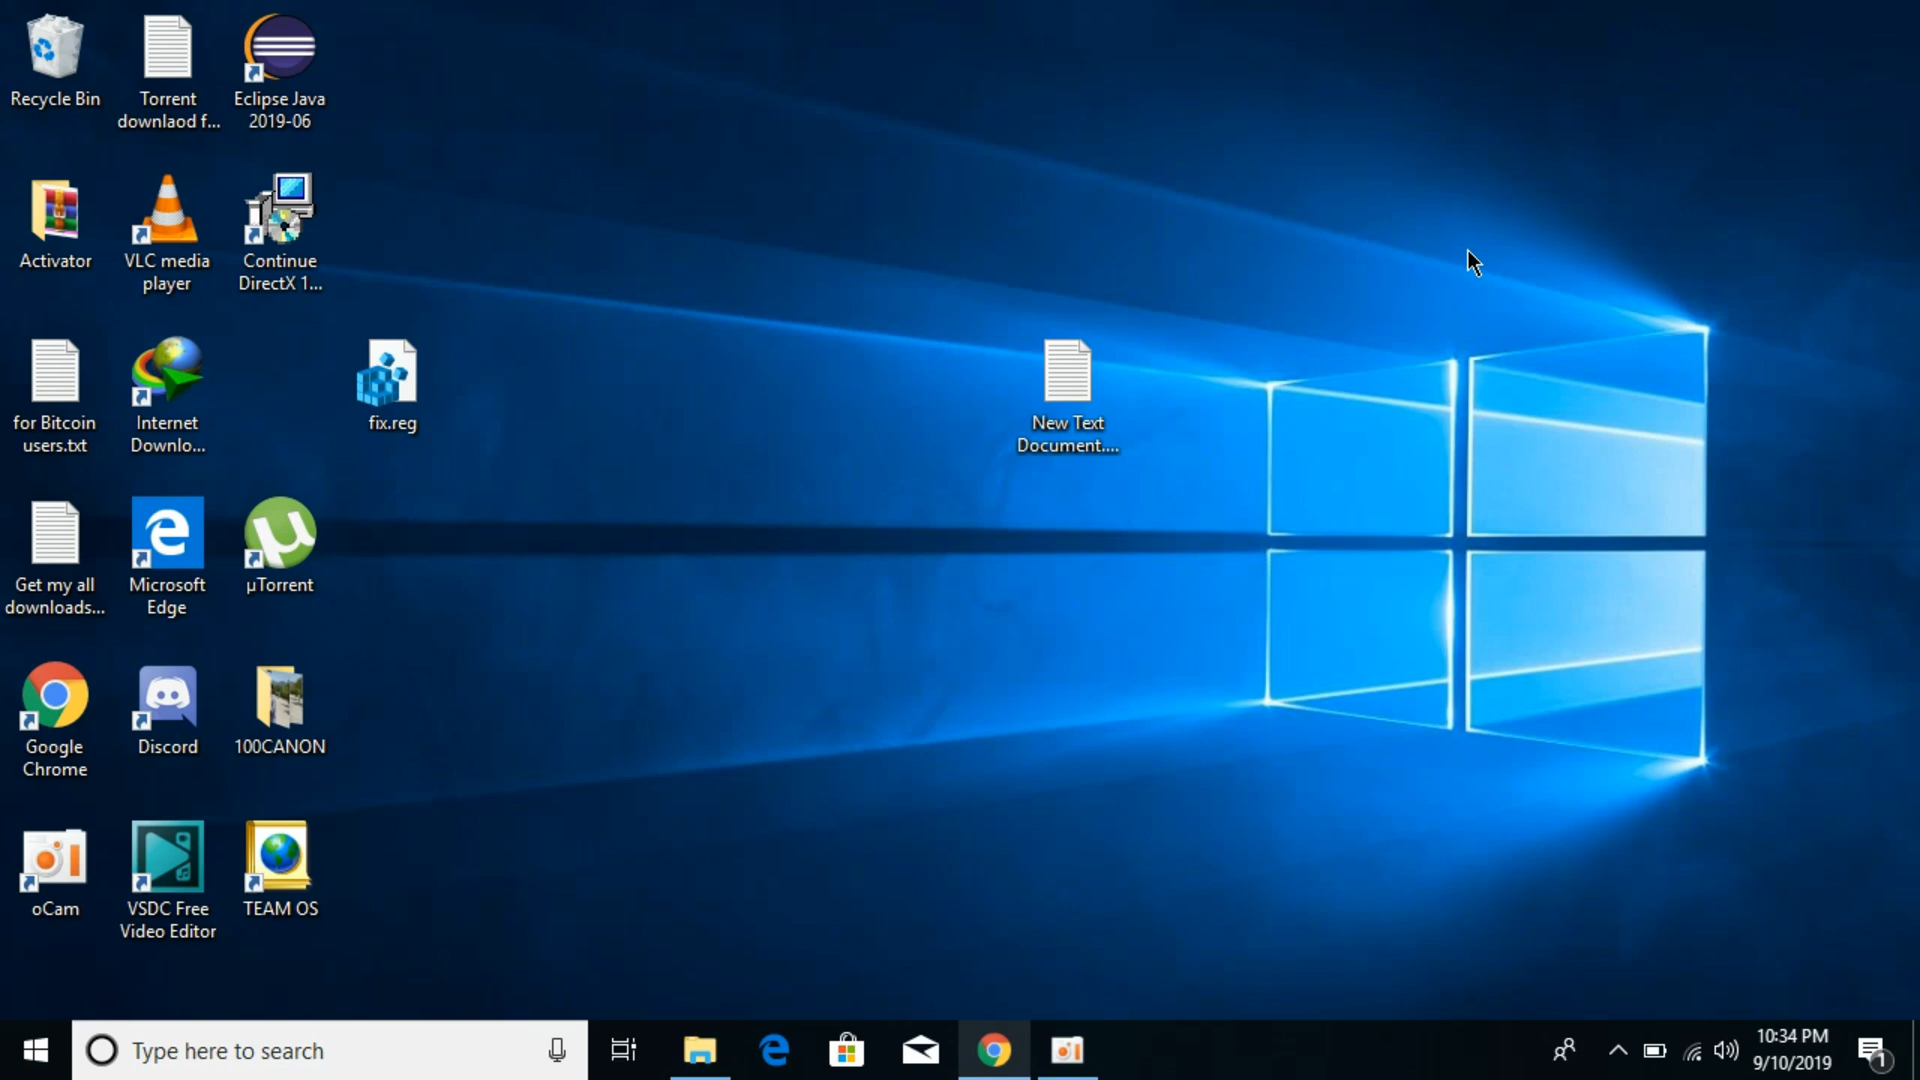 Recycle Bin
Torrent
downlaod f...
Eclipse Java
2019-06
Activator
VLC media
player
Continue
DirectX 1...
for Bitcoin
users.txt
Internet
Downlo...
fix.reg
New Text
Document....
Get my all
downloads...
Microsoft
Edge
µTorrent
Google
Chrome
Discord
100CANON
oCam
VSDC Free
Video Editor
TEAM OS
Type here to search
10:34 PM
9/10/2019
1